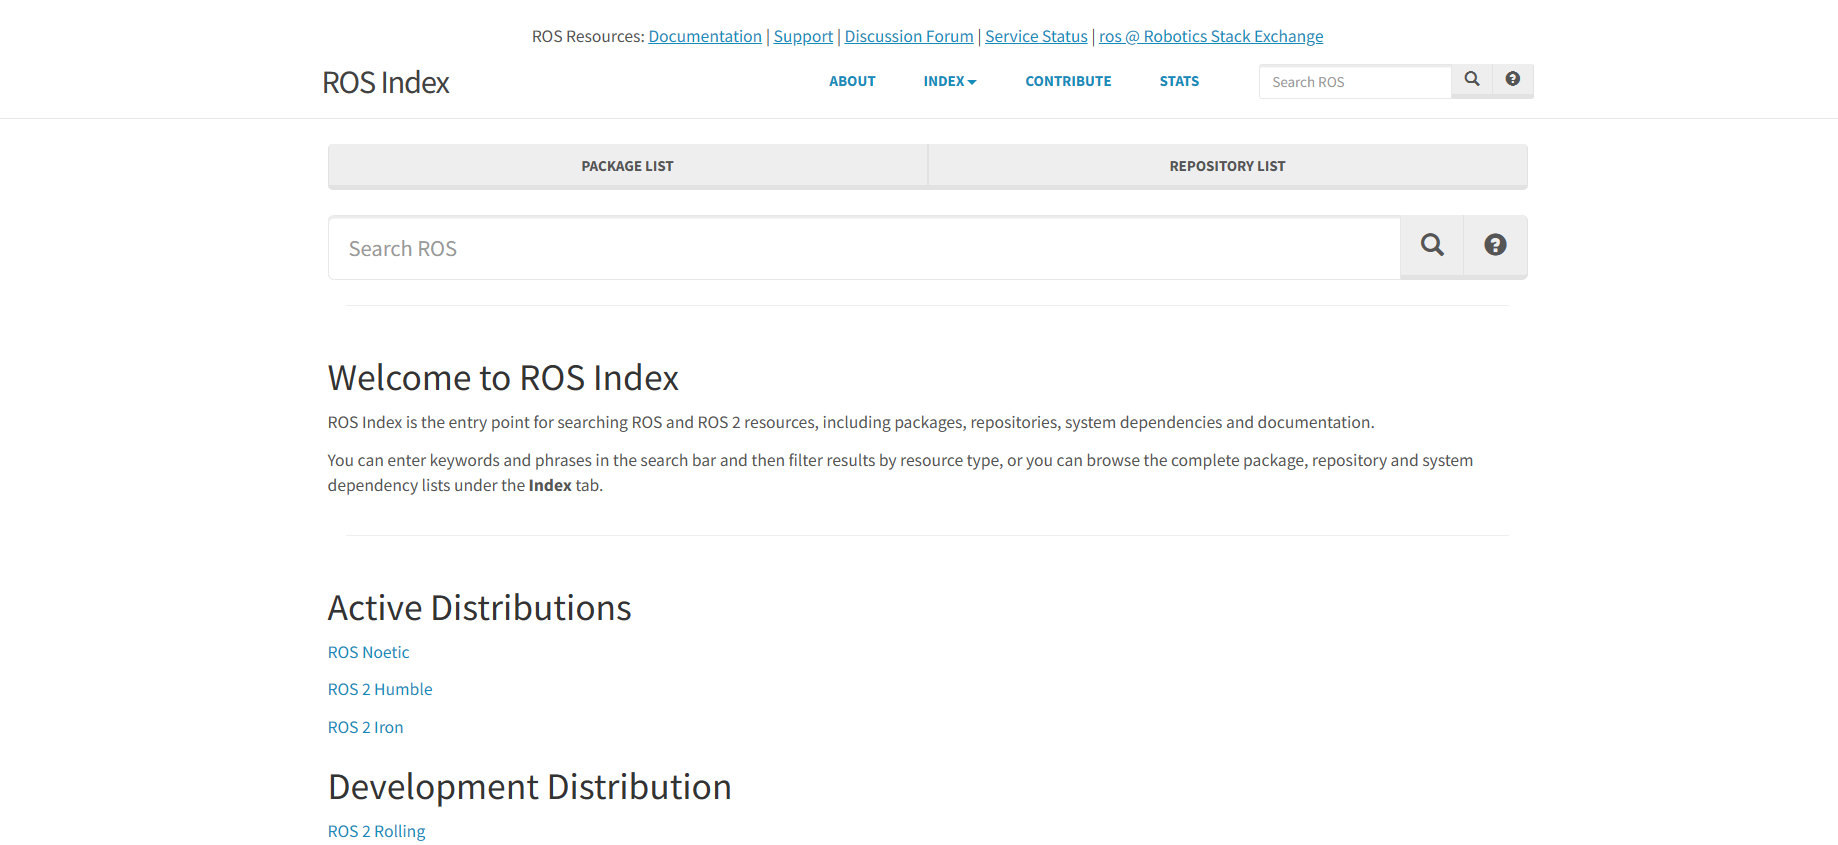 ROS Resources: Documentation | Support | Discussion Forum | Service Status | ros @ Robotics Stack Exchange
ROS Index
ABOUT
INDEX
CONTRIBUTE
STATS
Search ROS
PACKAGE LIST
REPOSITORY LIST
Search ROS
Welcome to ROS Index
ROS Index is the entry point for searching ROS and ROS 2 resources, including packages, repositories, system dependencies and documentation.
You can enter keywords and phrases in the search bar and then filter results by resource type, or you can browse the complete package, repository and system
dependency lists under the Index tab.
Active Distributions
ROS Noetic
ROS 2 Humble
ROS 2 Iron
Development Distribution
ROS 2 Rolling